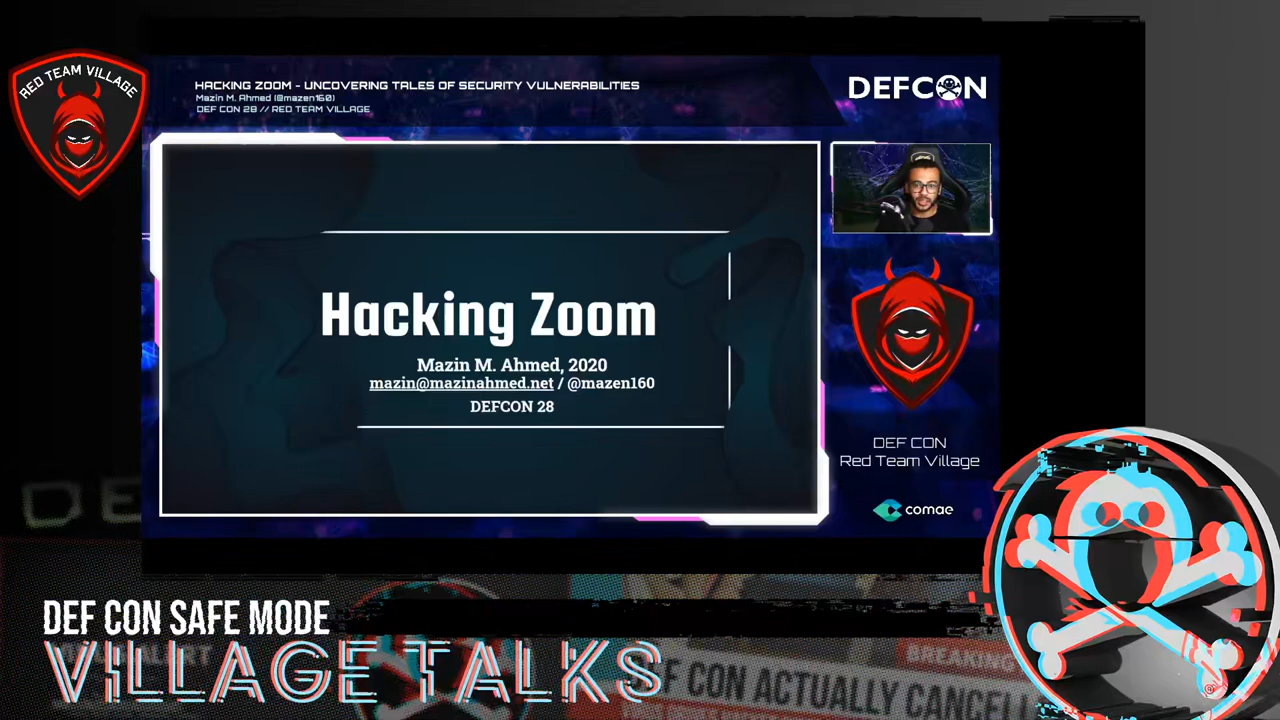 RED TEAM VILLAGE
HACKING ZOOM - UNCOVERING TALES OF SECURITY VULNERABILITIES
Mazin M. Ahmed (@mazen160)
DEF CON 28 // RED TEAM VILLAGE
DEFCON
Hacking Zoom
Mazin M. Ahmed, 2020
mazin@mazinahmed.net / @mazen160
DEFCON 28
DEF CON
Red Team Village
comae
DEF CON SAFE MODE
VILLAGE TALKS
BREAKING
DEF CON ACTUALLY CANCELL